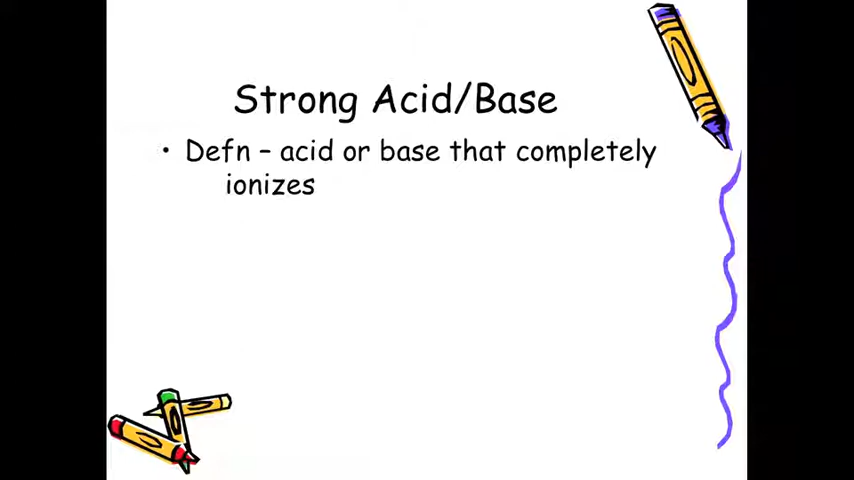 Strong Acid/Base
• Defn – acid or base that completely
ionizes